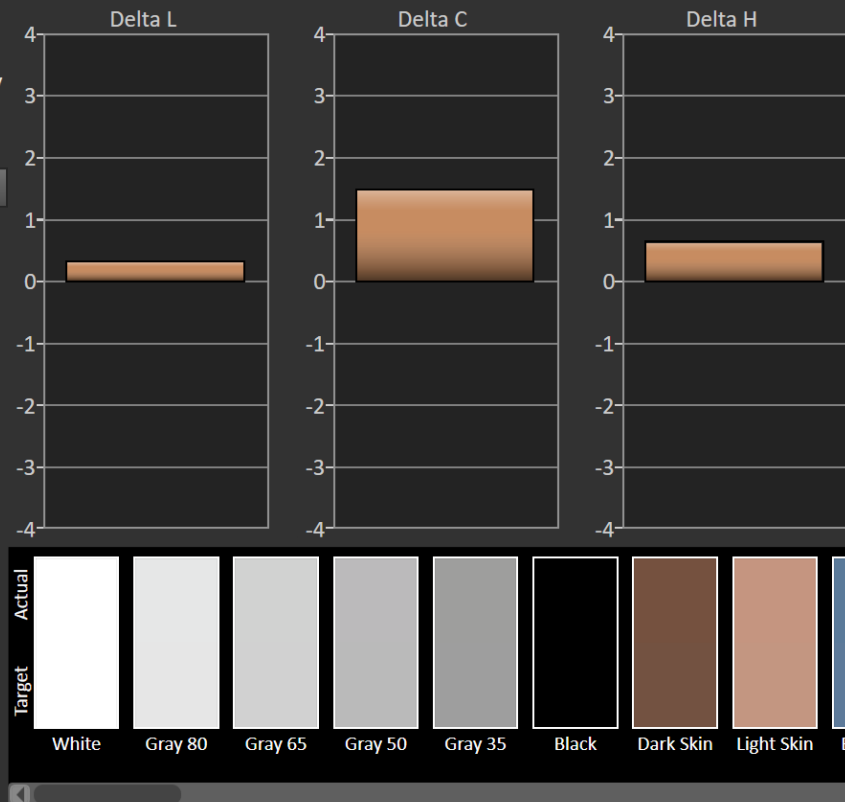 Delta L
Delta C
Delta H
4
3
2
1
0
-1
-2
-3
-4
4
3
2
1
0
-1
-2
-3
-4
4
3
2
1
0
-1
-2
-3
-4
Actual
Target
White
Gray 80
Gray 65
Gray 50
Gray 35
Black
Dark Skin
Light Skin